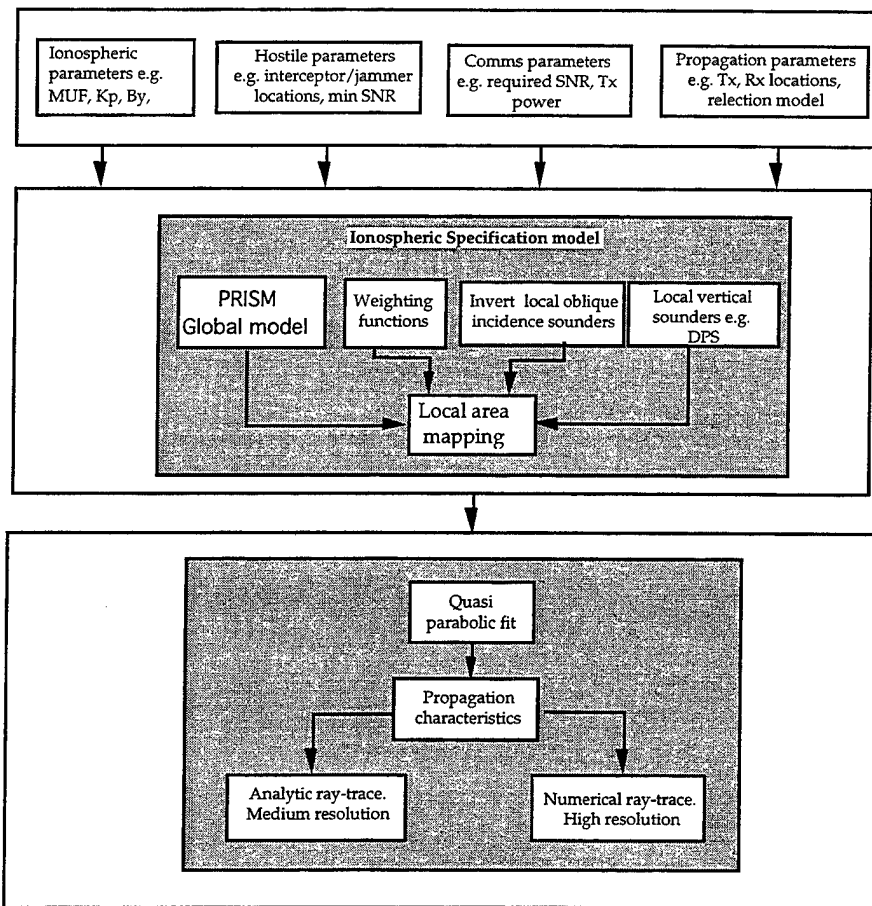 Ionospheric
parameters e.g.
MUF, Kp, By,
Hostile parameters
e.g. interceptor/jammer
locations, min SNR
Comms parameters
e.g. required SNR, Tx
power
Propagation parameters
e.g. Tx, Rx locations,
relection model
Ionospheric Specification model
PRISM
Global model
Weighting
functions
Invert local oblique
incidence sounders
Local vertical
sounders e.g.
DPS
Local area
mapping
Quasi
parabolic fit
Propagation
characteristics
Analytic ray-trace.
Medium resolution
Numerical ray-trace.
High resolution